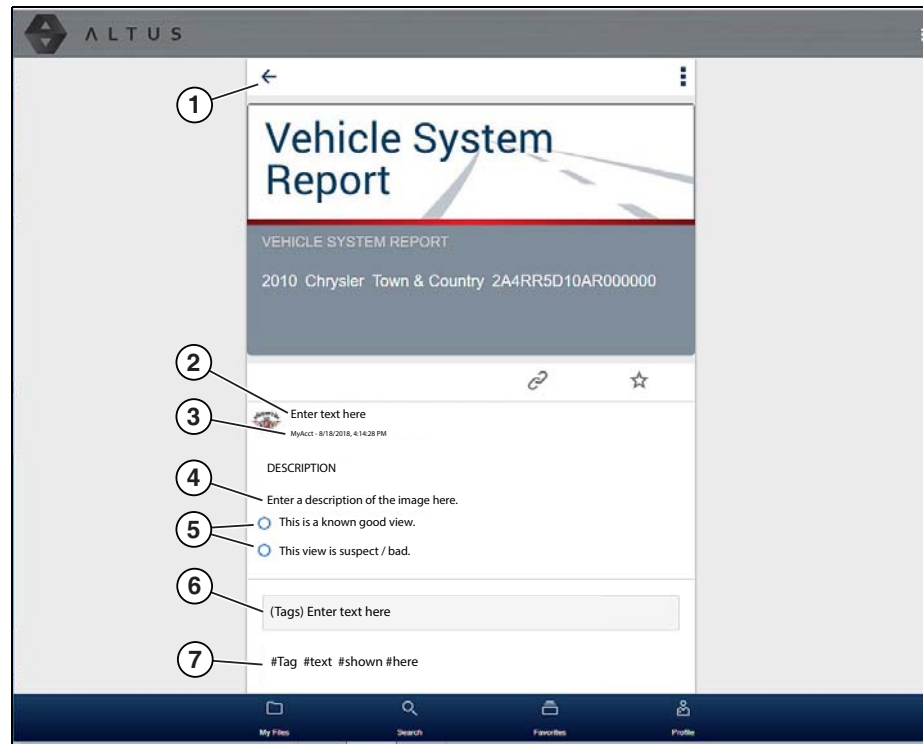 ALTUS
1
Vehicle System
Report
VEHICLE SYSTEM REPORT
2010 Chrysler Town & Country 2A4RR5D10AR000000
2
Enter text here
3
MyAcct - 8/18/2018, 4:14:28 PM
DESCRIPTION
4
Enter a description of the image here.
5
This is a known good view.
This view is suspect / bad.
6
(Tags) Enter text here
7
#Tag #text #shown #here
My Files Search Favorites Profile